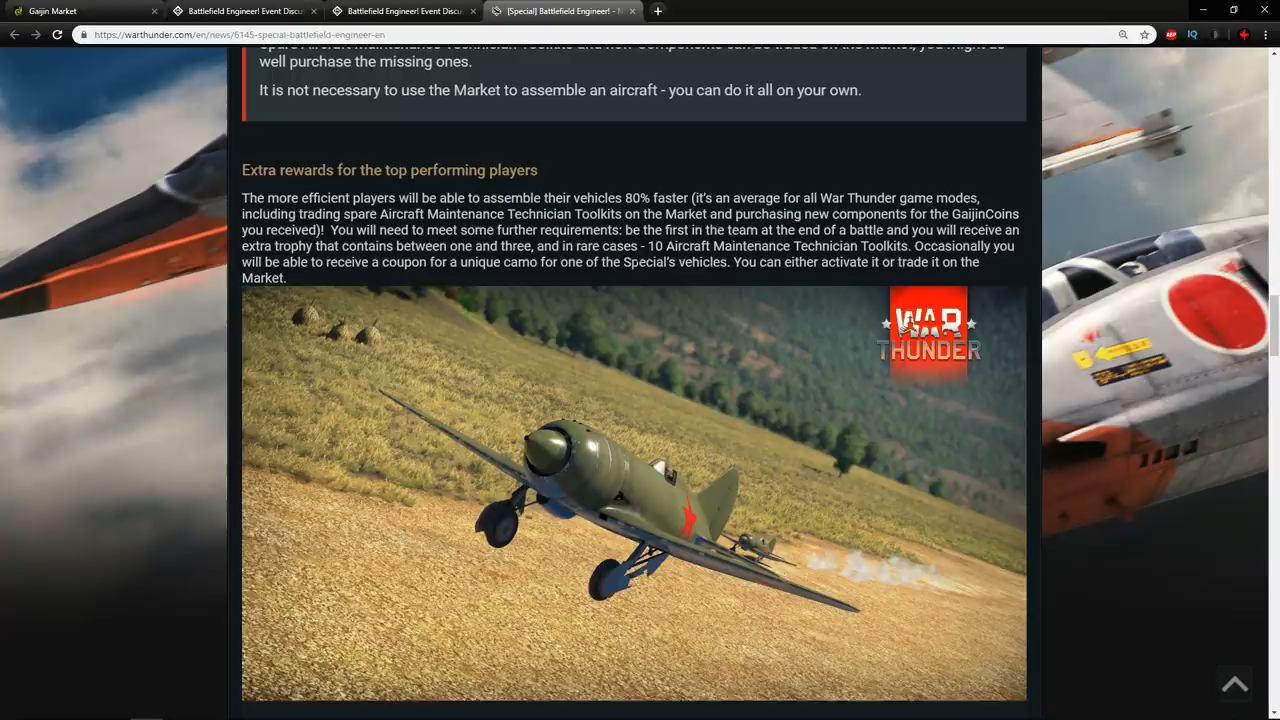 Gaijin Market
Battlefield Engineer! Event Discus
Battlefield Engineer! Event Discus
[Special] Battlefield Engineer! - N
https://warthunder.com/en/news/6145-special-battlefield-engineer-en
ABP
IQ
well purchase the missing ones.
It is not necessary to use the Market to assemble an aircraft - you can do it all on your own.
Extra rewards for the top performing players
The more efficient players will be able to assemble their vehicles 80% faster (it's an average for all War Thunder game modes,
including trading spare Aircraft Maintenance Technician Toolkits on the Market and purchasing new components for the GaijinCoins
you received)! You will need to meet some further requirements: be the first in the team at the end of a battle and you will receive an
extra trophy that contains between one and three, and in rare cases - 10 Aircraft Maintenance Technician Toolkits. Occasionally you
will be able to receive a coupon for a unique camo for one of the Special's vehicles. You can either activate it or trade it on the
Market.
WAR
THUNDER